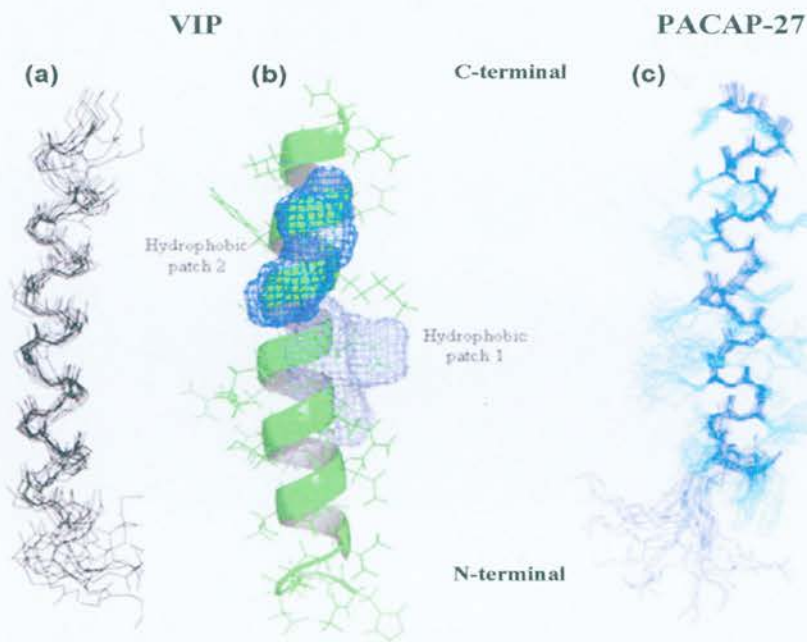 VIP
PACAP-27
(a)
(b)
C-terminal
(c)
Hydrophobic
patch 2
Hydrophobic
patch 1
N-terminal